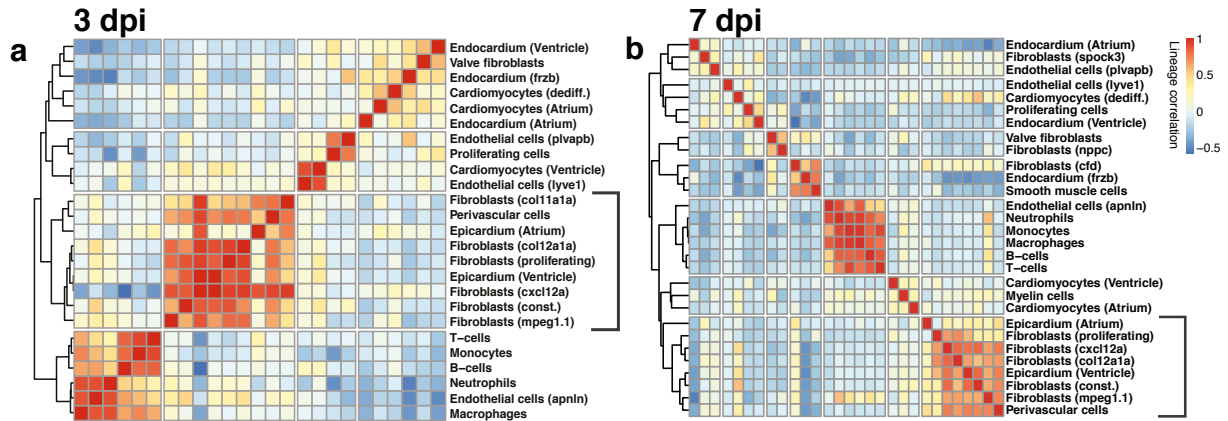 3 dpi
a
Endocardium (Ventricle)
Valve fibroblasts
Endocardium (frzb)
Cardiomyocytes (dediff.)
Cardiomyocytes (Atrium)
Endocardium (Atrium)
Endothelial cells (plvapb)
Proliferating cells
Cardiomyocytes (Ventricle)
Endothelial cells (lyve1)
Fibroblasts (col11a1a)
Perivascular cells
Epicardium (Atrium)
Fibroblasts (col12a1a)
Fibroblasts (proliferating)
Epicardium (Ventricle)
Fibroblasts (cxcl12a)
Fibroblasts (const.)
Fibroblasts (mpeg1.1)
T−cells
Monocytes
B−cells
Neutrophils
Endothelial cells (apnln)
Macrophages
7 dpi
b
Endocardium (Atrium)
Fibroblasts (spock3)
Endothelial cells (plvapb)
Endothelial cells (lyve1)
Cardiomyocytes (dediff.)
Proliferating cells
Endocardium (Ventricle)
Valve fibroblasts
Fibroblasts (nppc)
Fibroblasts (cfd)
Endocardium (frzb)
Smooth muscle cells
Endothelial cells (apnln)
Neutrophils
Monocytes
Macrophages
B−cells
T−cells
Cardiomyocytes (Ventricle)
Myelin cells
Cardiomyocytes (Atrium)
Epicardium (Atrium)
Fibroblasts (proliferating)
Fibroblasts (cxcl12a)
Fibroblasts (col12a1a)
Epicardium (Ventricle)
Fibroblasts (const.)
Fibroblasts (mpeg1.1)
Perivascular cells
Lineage correlation
1
0.5
0
−0.5